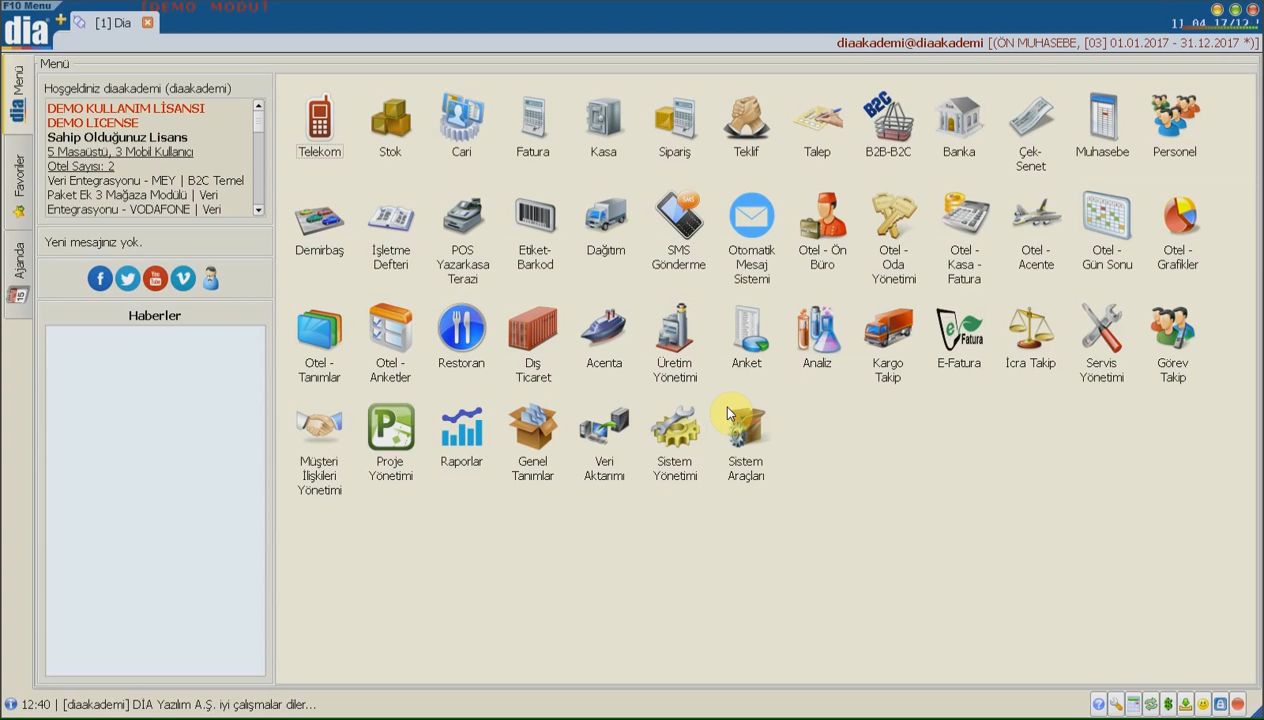 F10 Menu
[DEMO MODU]
dia
[1] Dia
diaakademi@diaakademi [(ÖN MUHASEBE, [03] 01.01.2017 - 31.12.2017 *)]
Menü
dia Menü
Favoriler
Ajanda
15
Hoşgeldiniz diaakademi (diaakademi)
DEMO KULLANIM LİSANSI
DEMO LICENSE
Sahip Olduğunuz Lisans
5 Masaüstü, 3 Mobil Kullanıcı
Otel Sayısı: 2
Veri Entegrasyonu - MEY | B2C Temel
Paket Ek 3 Mağaza Modülü | Veri
Entegrasyonu - VODAFONE | Veri
Yeni mesajınız yok.
Haberler
Telekom
Stok
Cari
Fatura
Kasa
Sipariş
Teklif
Talep
B2C
B2B-B2C
Banka
Çek-
Senet
Muhasebe
Personel
Demirbaş
İşletme
Defteri
POS
Yazarkasa
Terazi
Etiket-
Barkod
Dağıtım
SMS
SMS
Gönderme
Otomatik
Mesaj
Sistemi
Otel - Ön
Büro
Otel -
Oda
Yönetimi
Otel -
Kasa -
Fatura
Otel -
Acente
Otel -
Gün Sonu
Otel -
Grafikler
Otel -
Tanımlar
Otel -
Anketler
Restoran
Dış
Ticaret
Acenta
Üretim
Yönetimi
Anket
Analiz
Kargo
Takip
e Fatura
E-Fatura
İcra Takip
Servis
Yönetimi
Görev
Takip
Müşteri
İlişkileri
Yönetimi
P
Proje
Yönetimi
Raporlar
Genel
Tanımlar
Veri
Aktarımı
Sistem
Yönetimi
Sistem
Araçları
12:40 | [diaakademi] DİA Yazılım A.Ş. iyi çalışmalar diler...